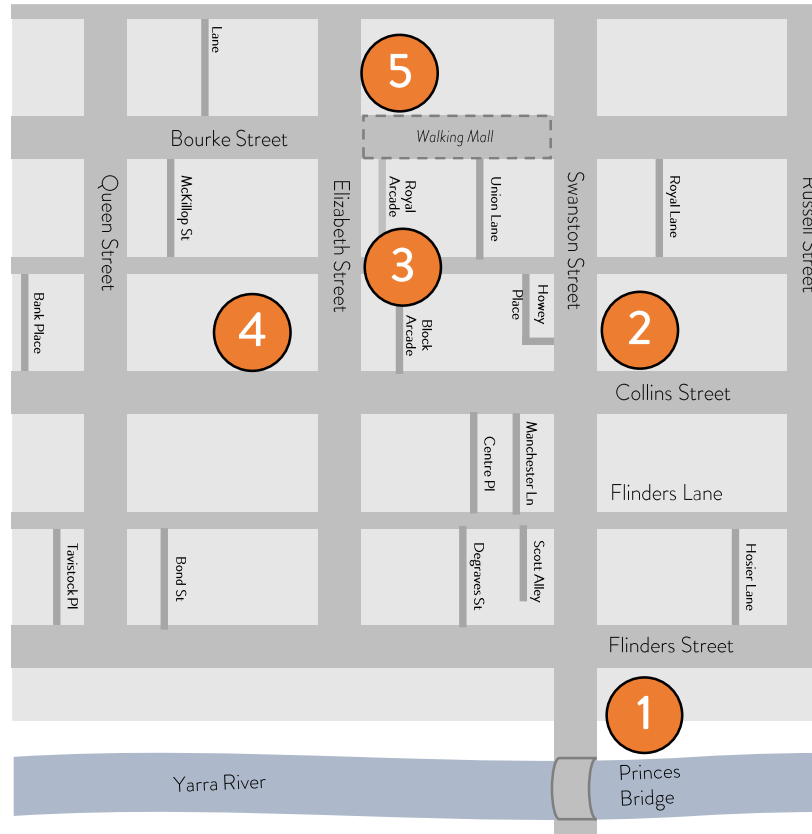 Lane
5
Bourke Street
Walking Mall
Queen Street
McKillop St
Elizabeth Street
Royal
Arcade
Union Lane
Swanston Street
Royal Lane
Russell Street
3
Bank Place
4
Block
Arcade
Howey
Place
2
Collins Street
Centre Pl
Manchester Ln
Flinders Lane
Tavistock Pl
Bond St
Degraves St
Scott Alley
Hosier Lane
Flinders Street
1
Yarra River
Princes
Bridge